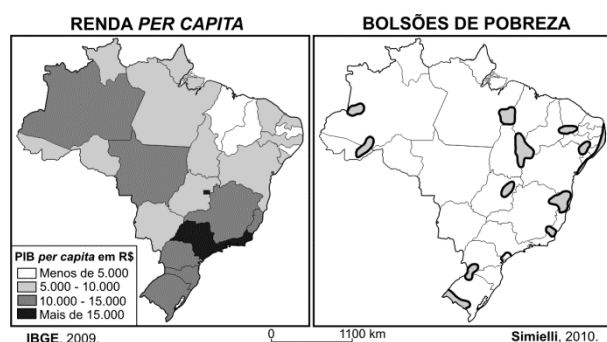 RENDA PER CAPITA
BOLSÕES DE POBREZA
PIB per capita em R$
Menos de 5.000
5.000 - 10.000
10.000 - 15.000
Mais de 15.000
IBGE, 2009.
0 1100 km
Simielli, 2010.